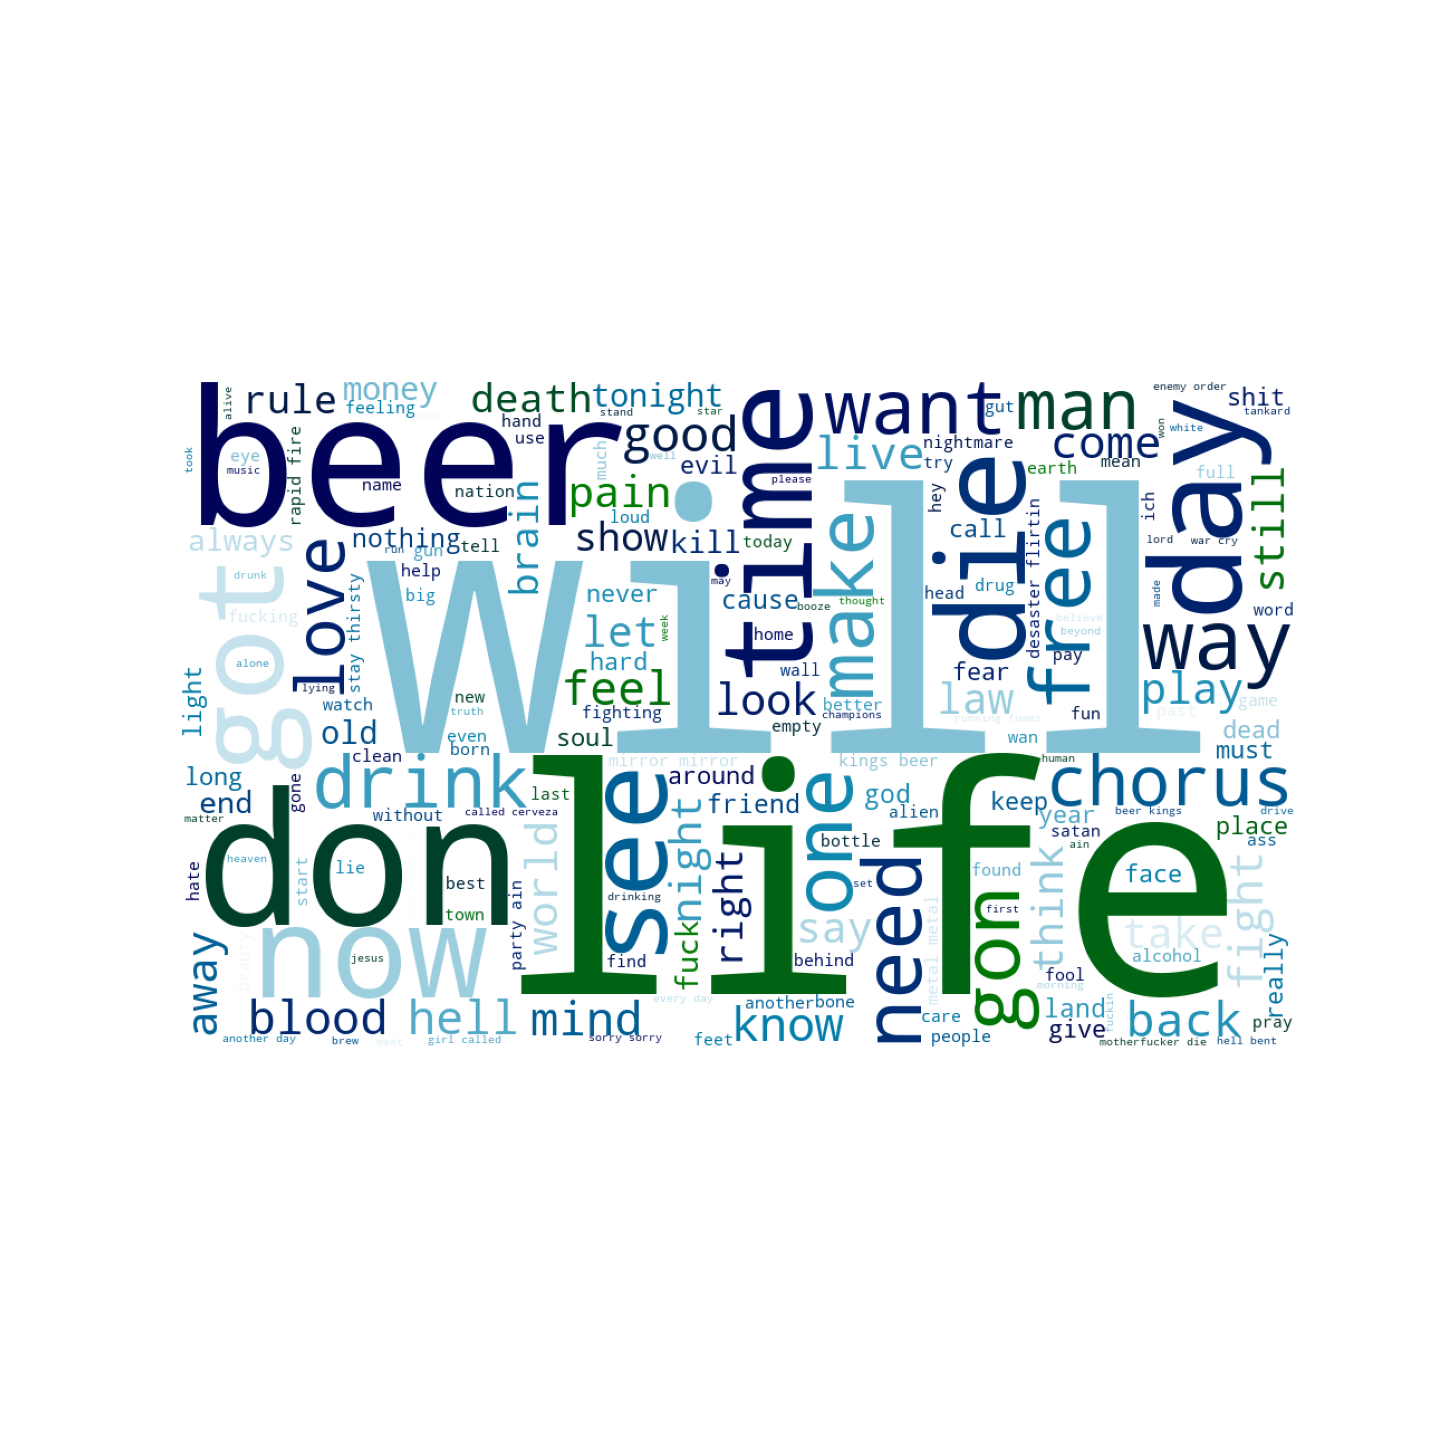 beer
will
life
don
time
day
die
got
now
want
man
way
free
make
see
one
need
gon
chorus
drink
love
rule
money
feeling
alive
death
tonight
hand
use
stand
star
good
gut
come
enemy order
shit
tankard
white
won
took
eye
music
rapid fire
name
nation
brain
pain
much
well
evil
please
live
nightmare
try
hey
earth
mean
full
still
ich
always
nothing
run
gun
tell
loud
show
kill
today
call
lord
war cry
drunk
help
big
never
may
cause
booze
thought
head
drug
desaster flirtin
made
word
fucking
stay thirsty
let
week
home
believe
beyond
alone
lying
hard
feel
wall
fear
pay
play
light
watch
new
truth
fighting
look
better
champions
law
running fumes
fun
past
game
old
even
born
soul
empty
wan
dead
must
clean
mirror mirror
kings beer
human
long
end
gone
last
around
friend
god
alien
keep
year
beer kings
drive
place
matter
without
called cerveza
bottle
satan
ain
ass
hate
heaven
start
lie
best
world
night
right
set
found
think
face
town
party ain
drinking
first
say
take
fight
away
beauty
jesus
fuck
find
behind
metal metal
fool
alcohol
really
every day
another
bone
morning
fuckin
blood
hell
mind
know
care
land
give
back
pray
another day
brew
meet
girl called
sorry sorry
feet
people
motherfucker die
hell bent